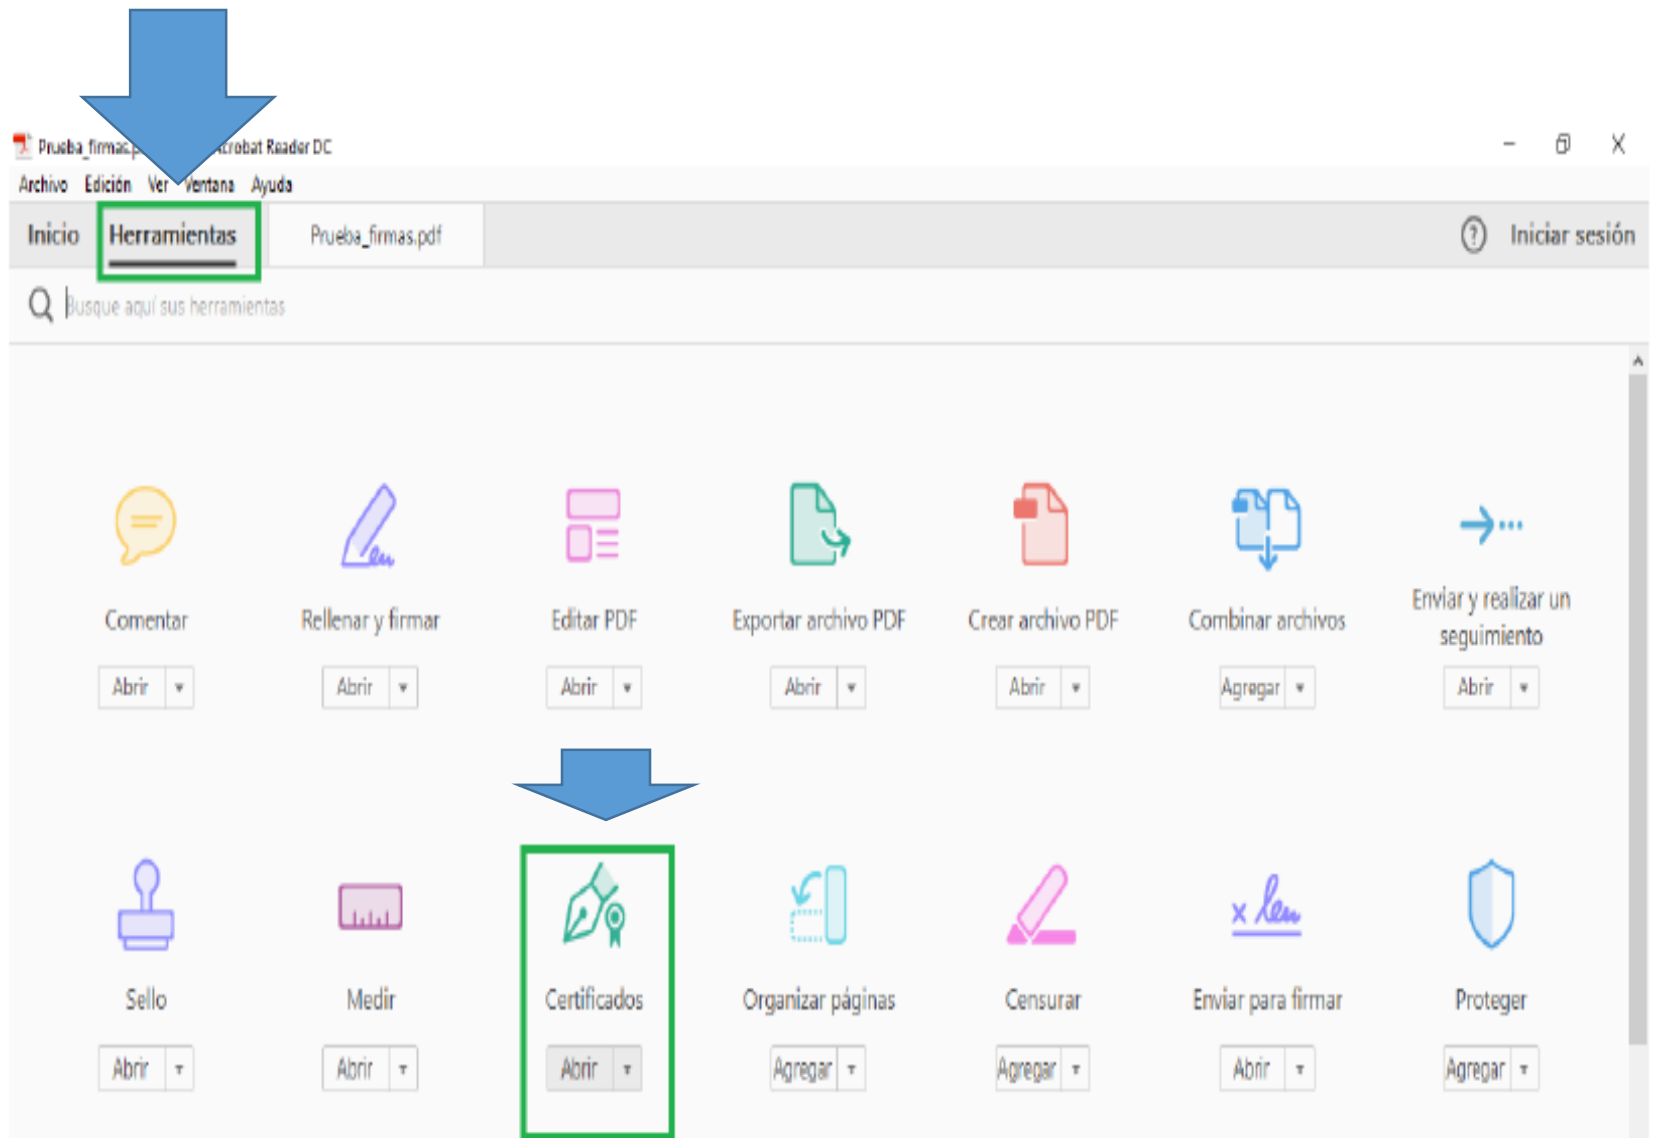 Prueba_firmas.p Acrobat Reader DC
Archivo Edición Ver Ventana Ayuda
Inicio Herramientas Prueba_firmas.pdf ? Iniciar sesión
Busque aquí sus herramientas
Comentar Rellenar y firmar Editar PDF Exportar archivo PDF Crear archivo PDF Combinar archivos Enviar y realizar un
seguimiento
Abrir Abrir Abrir Abrir Abrir Agregar Abrir
Sello Medir Certificados Organizar páginas Censurar Enviar para firmar Proteger
Abrir Abrir Abrir Agregar Agregar Abrir Agregar